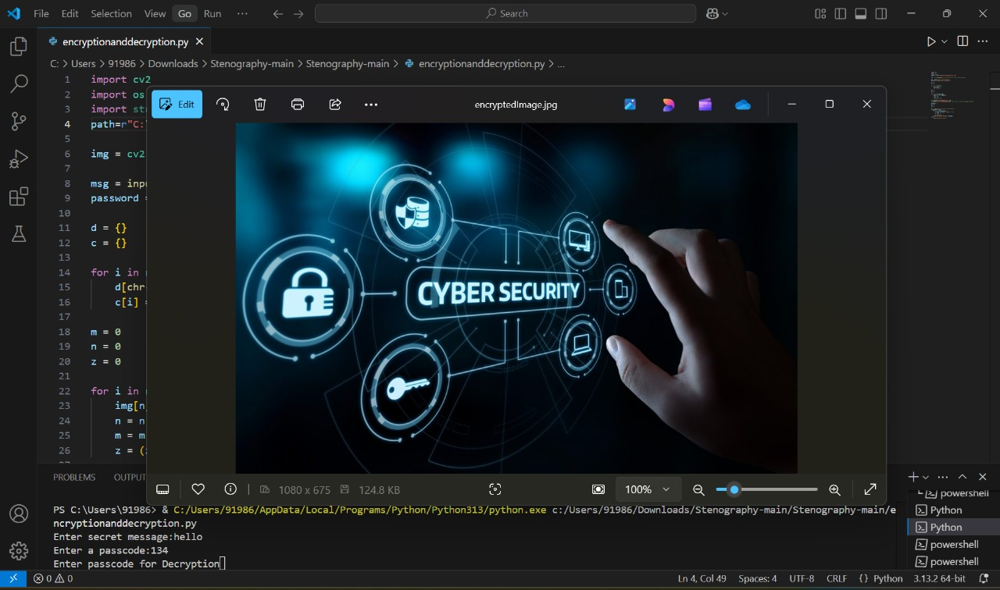 File Edit Selection View Go Run ··· Search
encryptionanddecryption.py
C: > Users > 91986 > Downloads > Stenography-main > Stenography-main > encryptionanddecryption.py > ...
1 import cv2
2 import os
3 import
4 path=r"C:
5
6 img = cv2
7
8 msg =
9 password
10
11 d = {}
12 c = {}
13
14 for i in
15 d[chr
16 c[i] =
17
18 m = 0
19 n = 0
20 z = 0
21
22 for i in
23 img[n
24 n = n
25 m = m
26 z = (
Edit encryptedImage.jpg
CYBER SECURITY
1080 x 675 124.8 KB 100%
PROBLEMS
PS C:\Users\91986> & C:/Users/91986/AppData/Local/Programs/Python/Python313/python.exe c:/Users/91986/Downloads/Stenography-main/Stenography-main/e
ncryptionanddecryption.py
Enter secret message:hello
Enter a passcode:134
Enter passcode for Decryption
powershell
Python
Python
powershell
powershell
0 0 Ln 4, Col 49 Spaces: 4 UTF-8 CRLF {} Python 3.13.2 64-bit